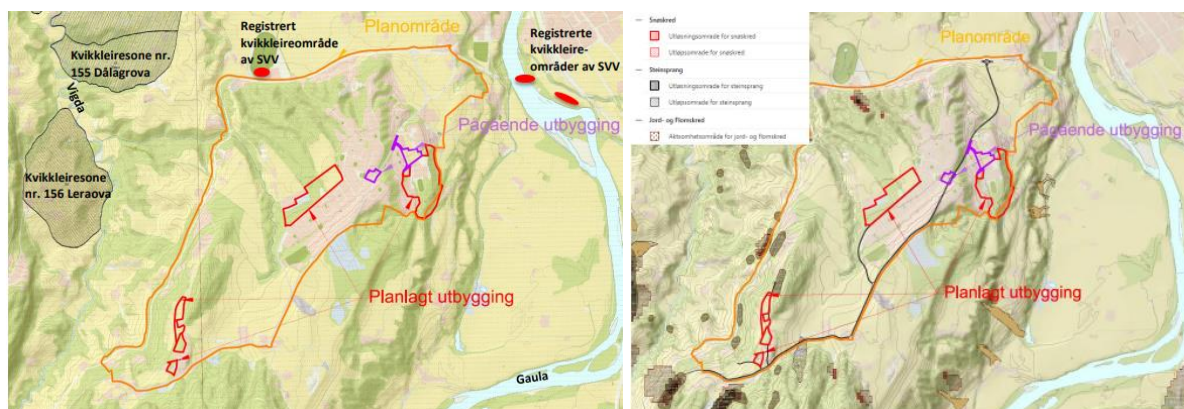 Kvikkleiresone nr.
155 Dålagrova
Registrert
kvikkleireområde
av SVV
Planområde
Registrerte
kvikkleire-
områder av SVV
Vigda
Pågående utbygging
Kvikkleiresone
nr. 156 Leraova
Planlagt utbygging
Gaula
Snøskred
Utløsningsområde for snøskred
Utløpsområde for snøskred
Steinsprang
Utløsningsområde for steinsprang
Utløpsområde for steinsprang
Jord- og Flomskred
Aktsomhetsområde for jord- og flomskred
Planområde
Pågående utbygging
Planlagt utbygging